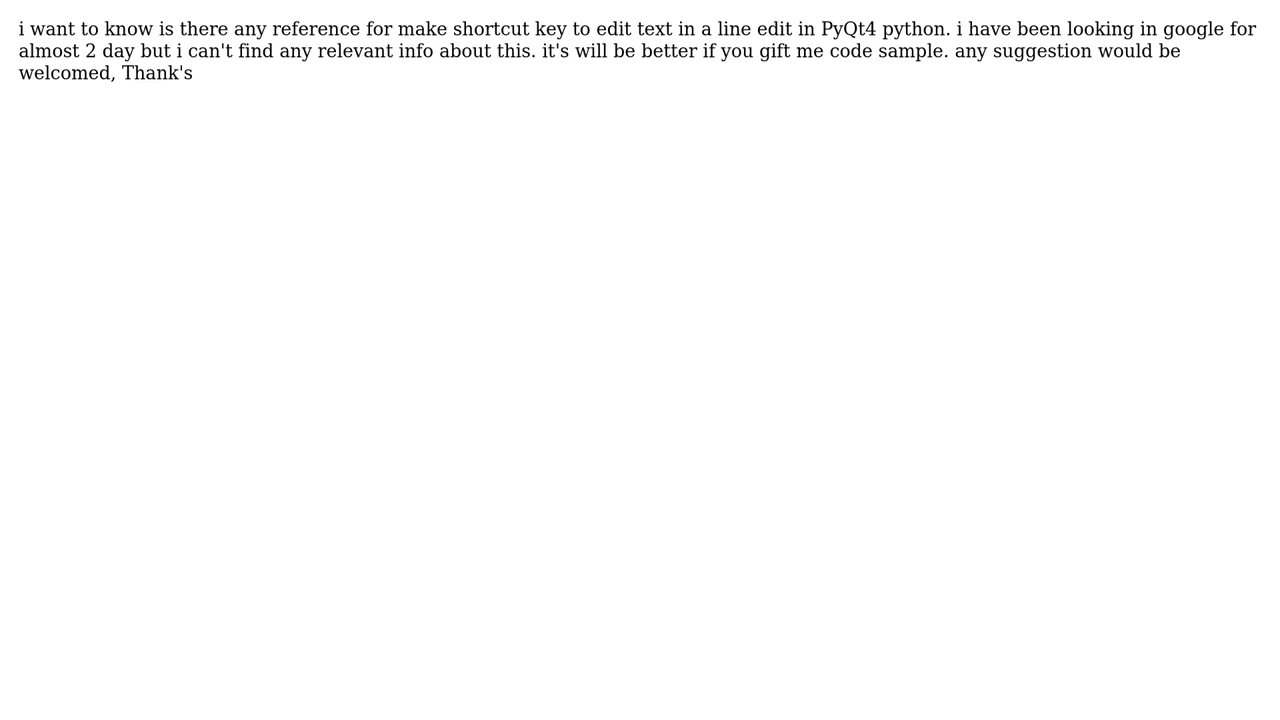 i want to know is there any reference for make shortcut key to edit text in a line edit in PyQt4 python. i have been looking in google for
almost 2 day but i can't find any relevant info about this. it's will be better if you gift me code sample. any suggestion would be
welcomed, Thank's